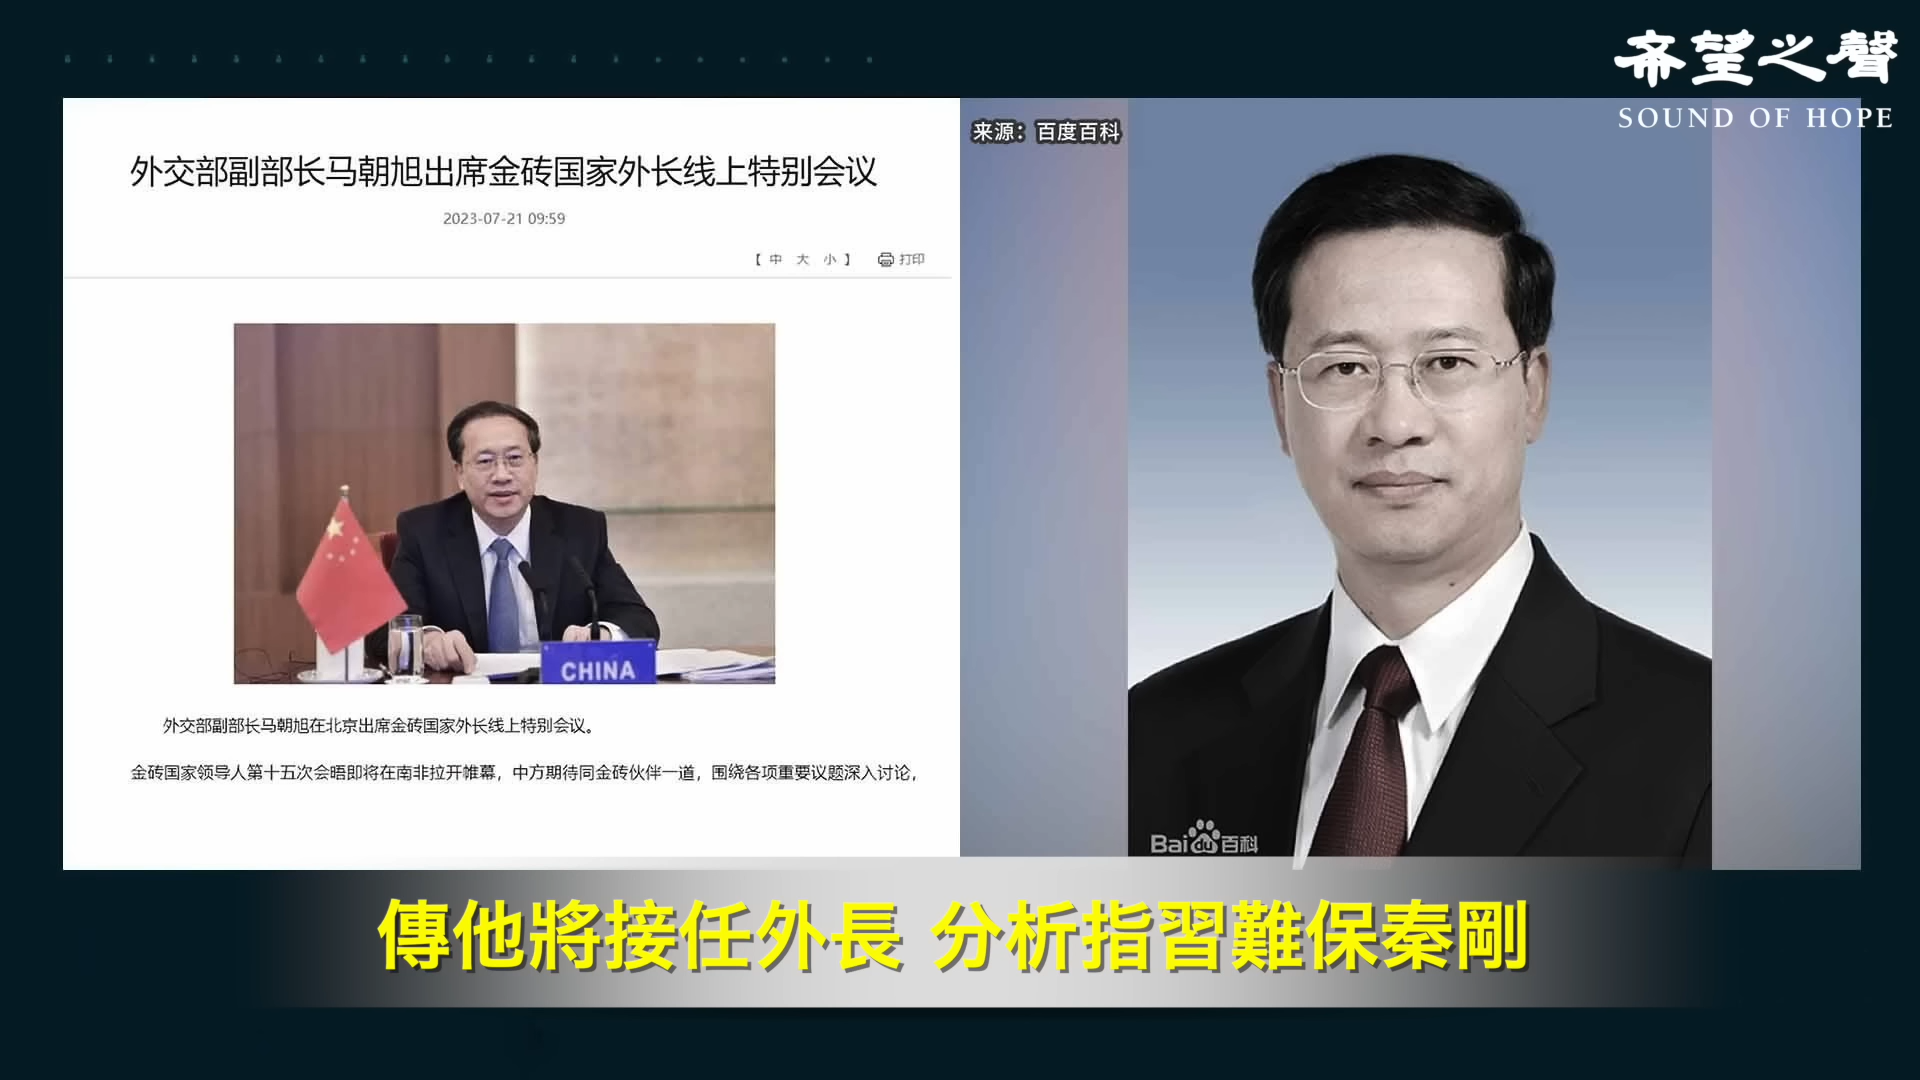 希望之聲
SOUND OF HOPE
外交部副部长马朝旭出席金砖国家外长线上特别会议
2023-07-21 09:59
【 中 大 小 】 打印
CHINA
外交部副部长马朝旭在北京出席金砖国家外长线上特别会议。
金砖国家领导人第十五次会晤即将在南非拉开帷幕，中方期待同金砖伙伴一道，围绕各项重要议题深入讨论，
来源：百度百科
Baidu百科
傳他將接任外長 分析指習難保秦剛